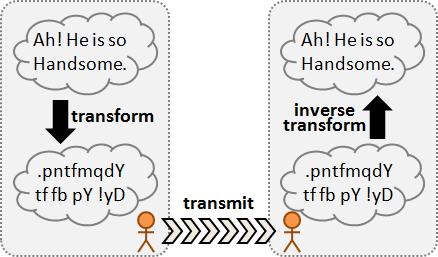 Ah! He is so
Handsome.
transform
.pntfmqdY
tf fb pY !yD
transmit
Ah! He is so
Handsome.
inverse
transform
.pntfmqdY
tf fb pY !yD